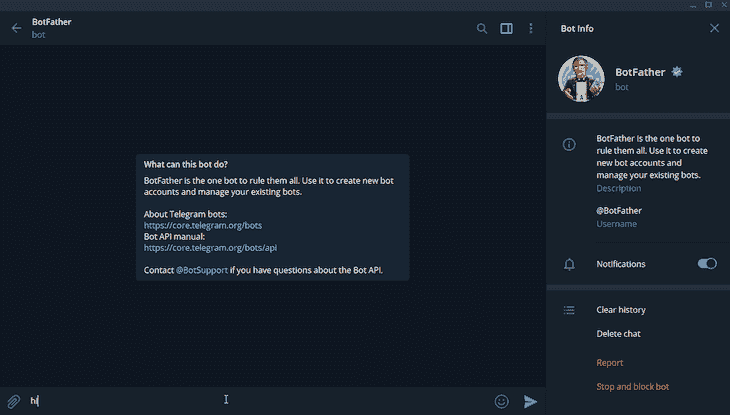 BotFather
bot
What can this bot do?
BotFather is the one bot to rule them all. Use it to create new bot
accounts and manage your existing bots.
About Telegram bots:
https://core.telegram.org/bots
Bot API manual:
https://core.telegram.org/bots/api
Contact @BotSupport if you have questions about the Bot API.
hi
Bot Info
BotFather
bot
BotFather is the one bot to
rule them all. Use it to create
new bot accounts and
manage your existing bots.
Description
@BotFather
Username
Notifications
Clear history
Delete chat
Report
Stop and block bot